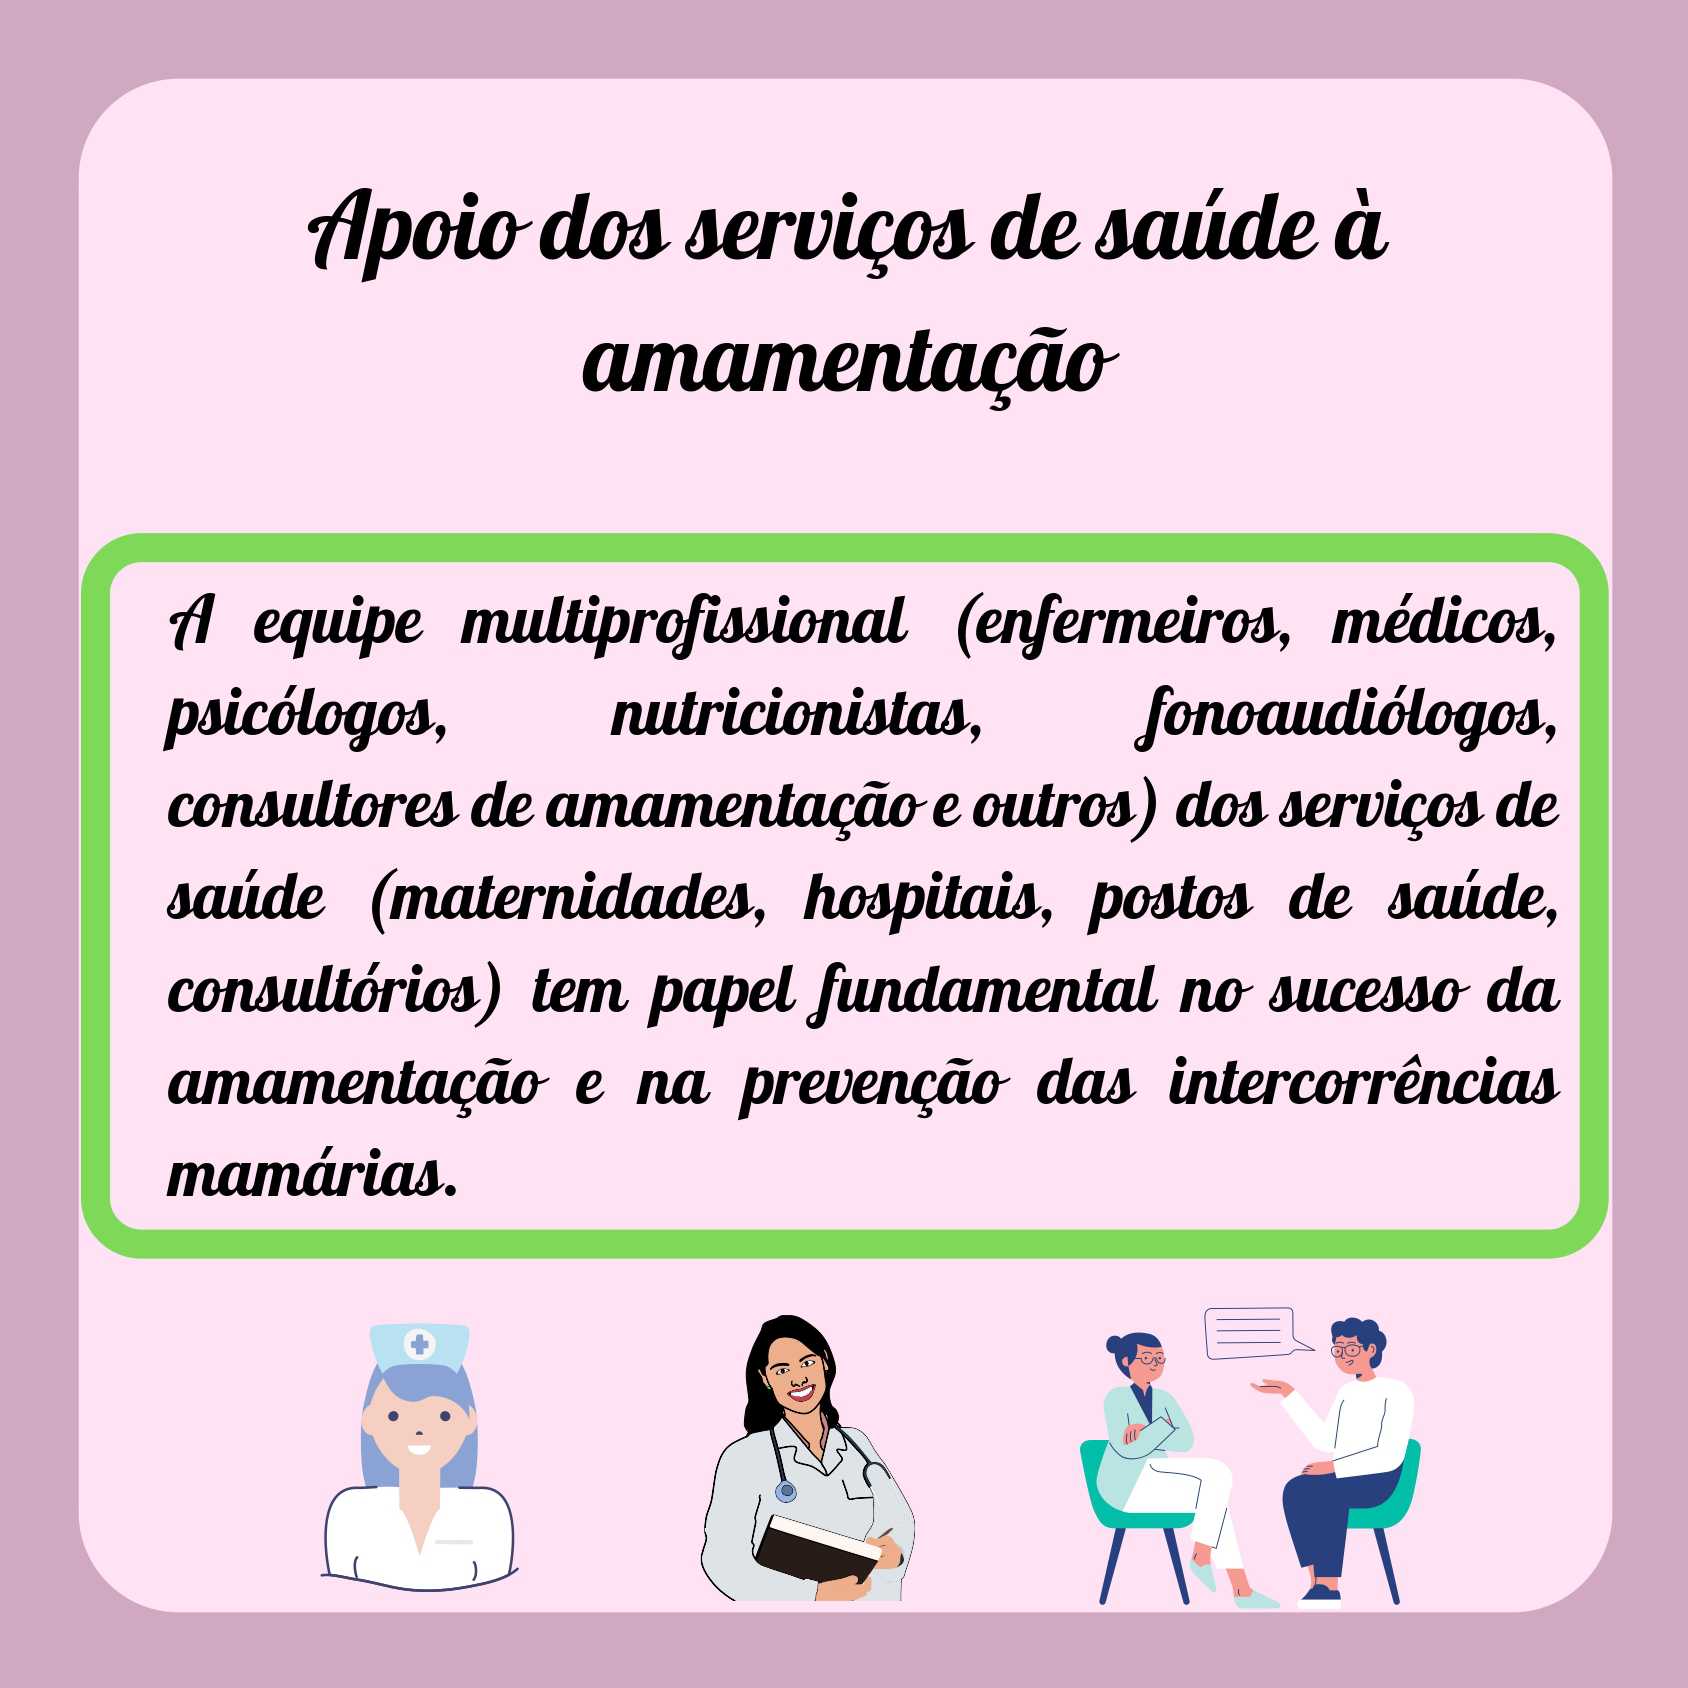 Apoio dos serviços de saúde à
amamentação
A equipe multiprofissional (enfermeiros, médicos,
psicólogos, nutricionistas, fonoaudiólogos,
consultores de amamentação e outros) dos serviços de
saúde (maternidades, hospitais, postos de saúde,
consultórios) tem papel fundamental no sucesso da
amamentação e na prevenção das intercorrências
mamárias.